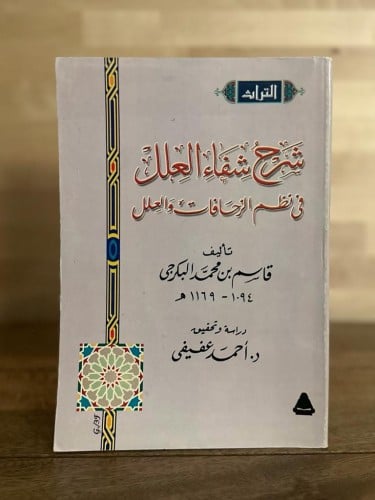 التراث
شرح شفاء العلل
في نظم الزحافات والعلل
تأليف
قاسم بن محمد البكرجي
١٠٩٤ - ١١٦٩ هـ
دراسة وتحقيق
د. أحمد عفيفي